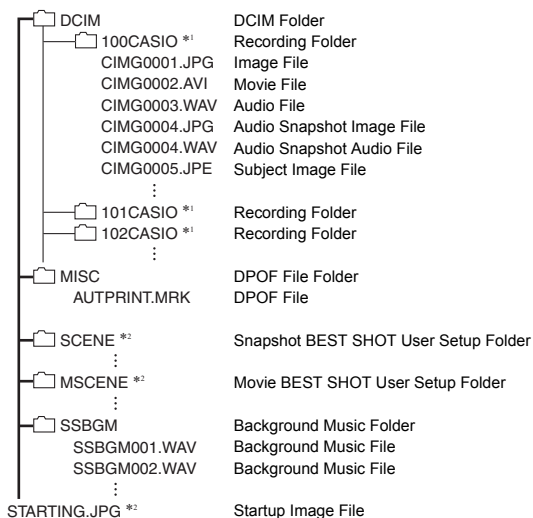 DCIM DCIM Folder
100CASIO *1 Recording Folder
CIMG0001.JPG Image File
CIMG0002.AVI Movie File
CIMG0003.WAV Audio File
CIMG0004.JPG Audio Snapshot Image File
CIMG0004.WAV Audio Snapshot Audio File
CIMG0005.JPE Subject Image File
⋮
101CASIO *1 Recording Folder
102CASIO *1 Recording Folder
⋮
MISC DPOF File Folder
AUTPRINT.MRK DPOF File
SCENE *2 Snapshot BEST SHOT User Setup Folder
⋮
MSCENE *2 Movie BEST SHOT User Setup Folder
⋮
SSBGM Background Music Folder
SSBGM001.WAV Background Music File
SSBGM002.WAV Background Music File
⋮
STARTING.JPG *2 Startup Image File